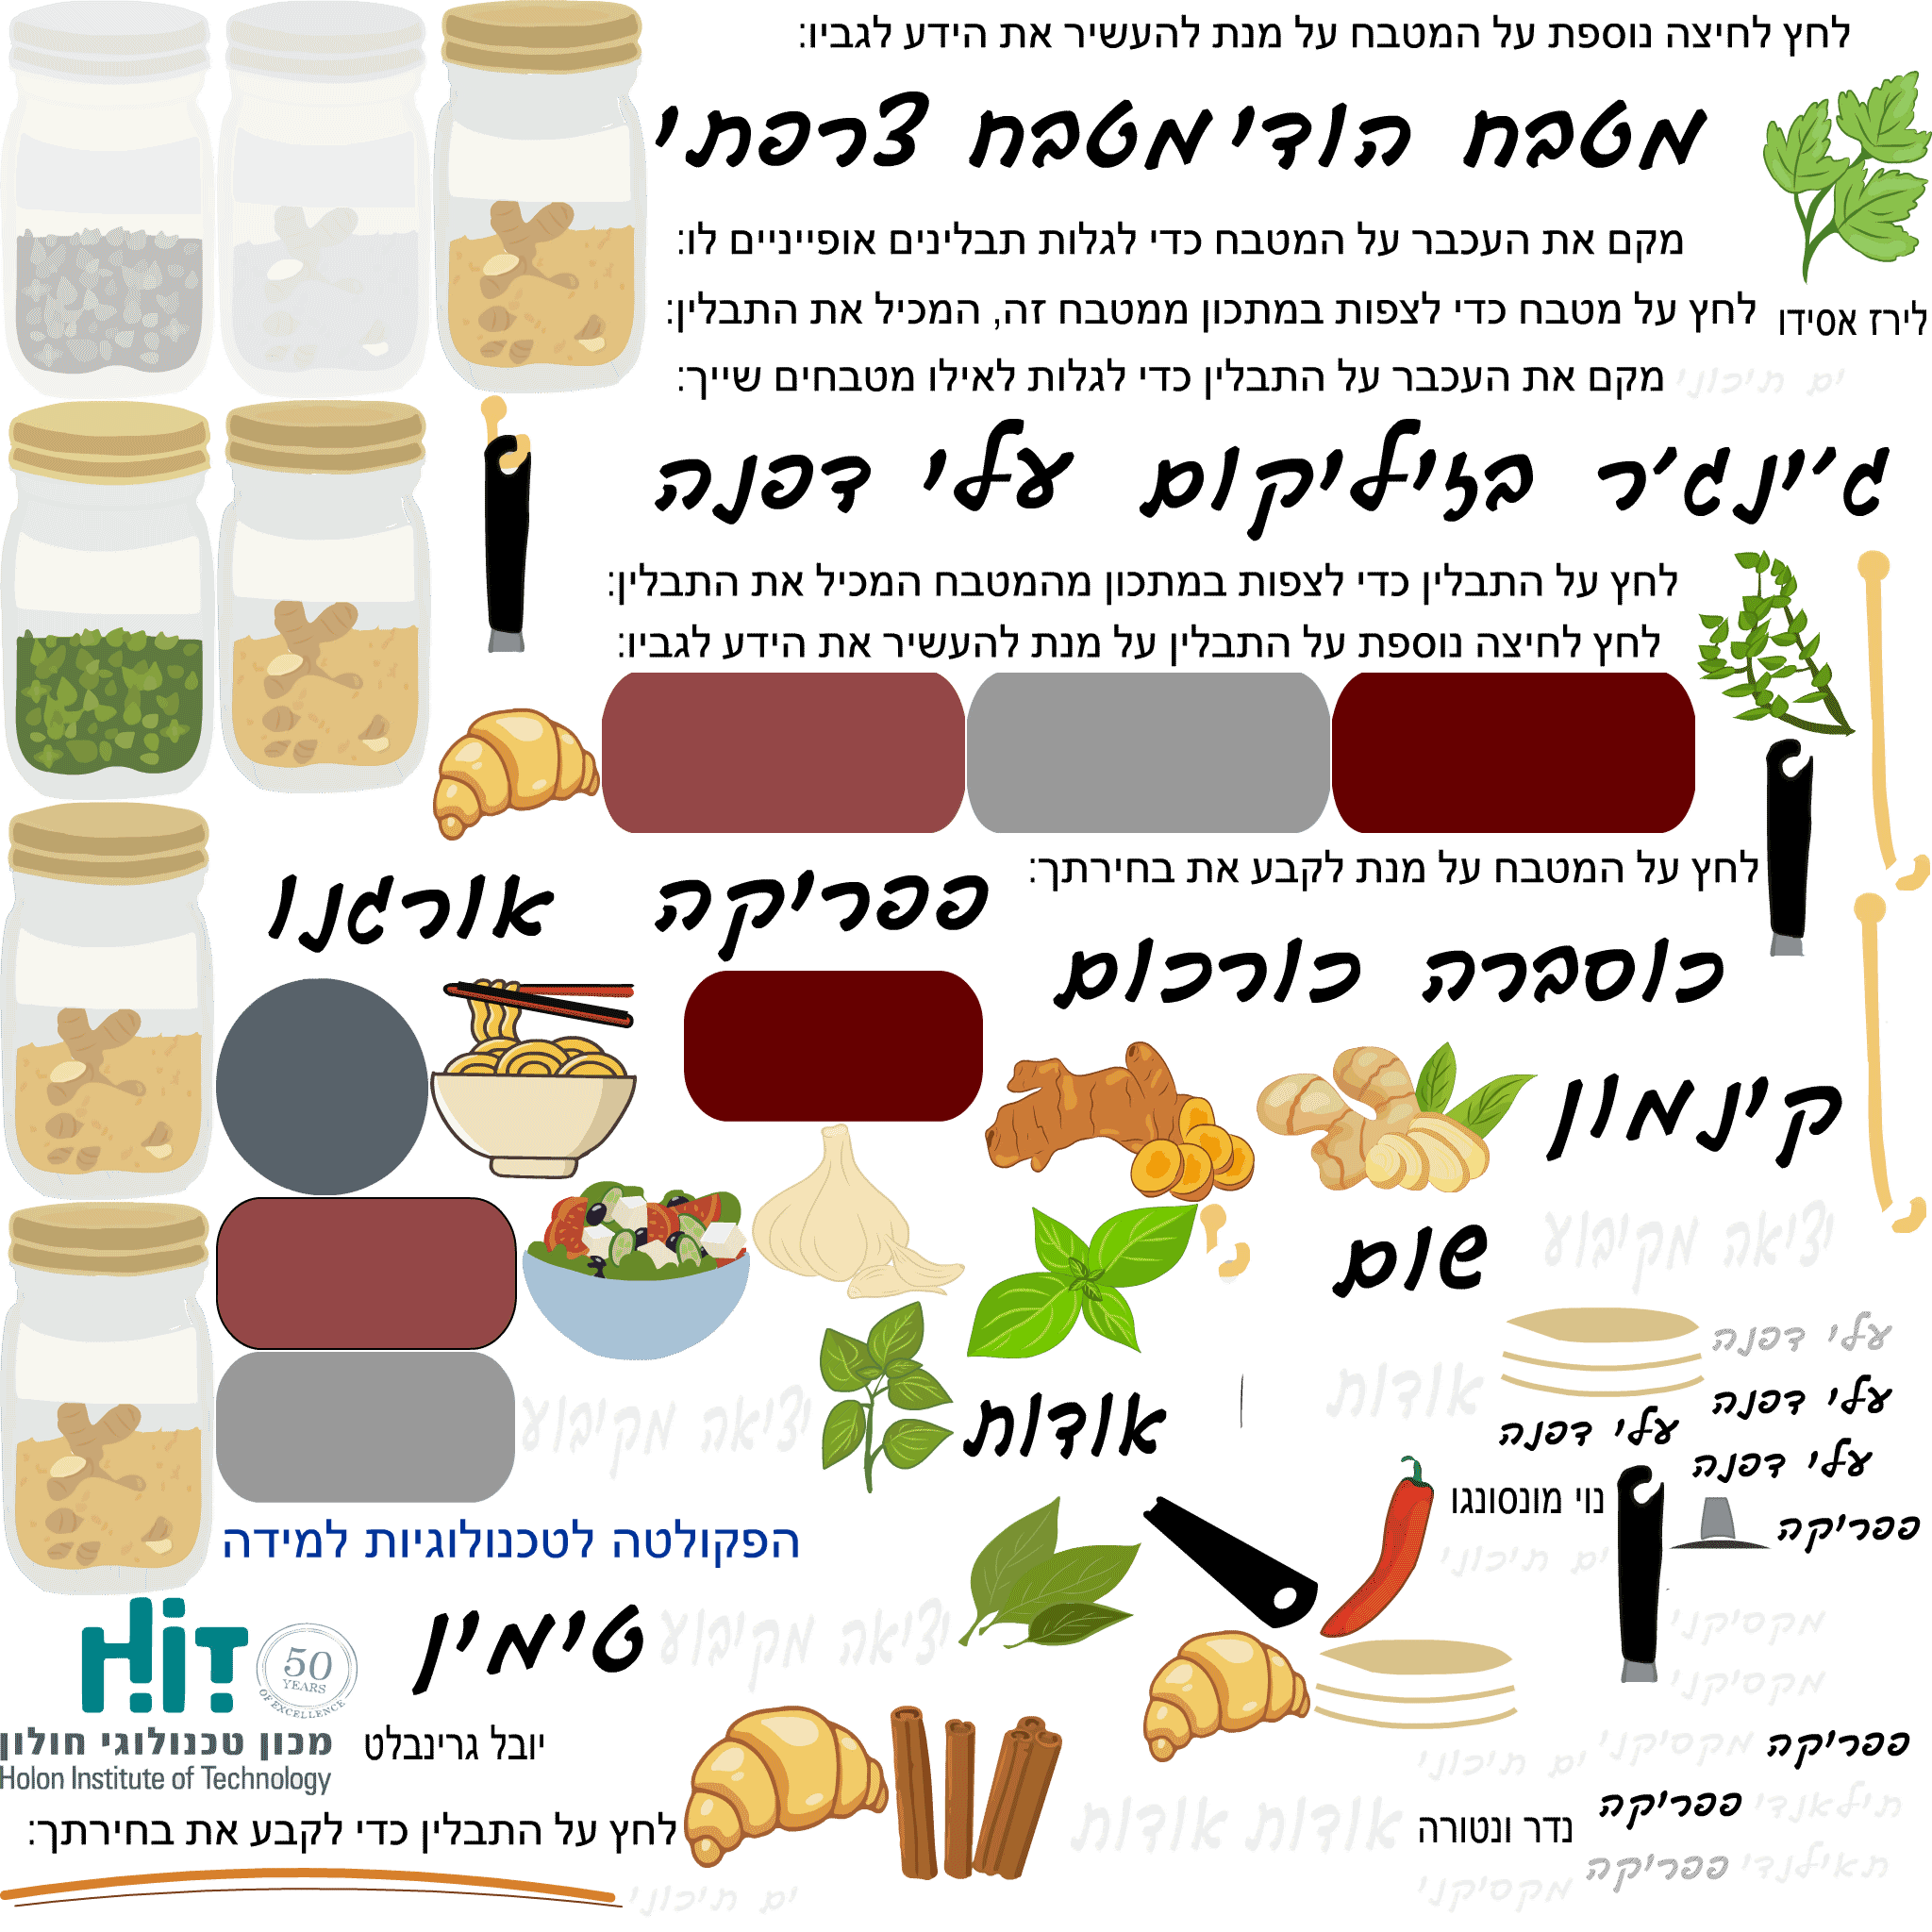 לחץ לחיצה נוספת על המטבח על מנת להעשיר את הידע לגביו:
מטבח הודי
מטבח צרפתי
מקם את העכבר על המטבח כדי לגלות תבלינים אופייניים לו:
לחץ על מטבח כדי לצפות במתכון ממטבח זה, המכיל את התבלין:
לירז אסידו
מקם את העכבר על התבלין כדי לגלות לאילו מטבחים שייך:
ים תיכוני
ג'ינג'ר
בזיליקום
עלי דפנה
לחץ על התבלין כדי לצפות במתכון מהמטבח המכיל את התבלין:
לחץ לחיצה נוספת על התבלין על מנת להעשיר את הידע לגביו:
לחץ על המטבח על מנת לקבע את בחירתך:
פפריקה
אורגנו
כוסברה
כורכום
קינמון
יציאה מקיבוע
שום
עלי דפנה
אודות
עלי דפנה
יציאה מקיבוע
אודות
עלי דפנה
עלי דפנה
נוי מונסונגו
פפריקה
הפקולטה לטכנולוגיות למידה
ים תיכוני
טימין
יציאה מקיבוע
מקסיקני
HIT
50
YEARS
OF EXCELLENCE
מקסיקני
מכון טכנולוגי חולון
Holon Institute of Technology
יובל גרינבלט
פפריקה
מקסיקני
ים תיכוני
תילאנדי
פפריקה
נדר ונטורה
אודות
אודות
לחץ על התבלין כדי לקבע את בחירתך:
תאילנדי
פפריקה
מקסיקני
ים תיכוני